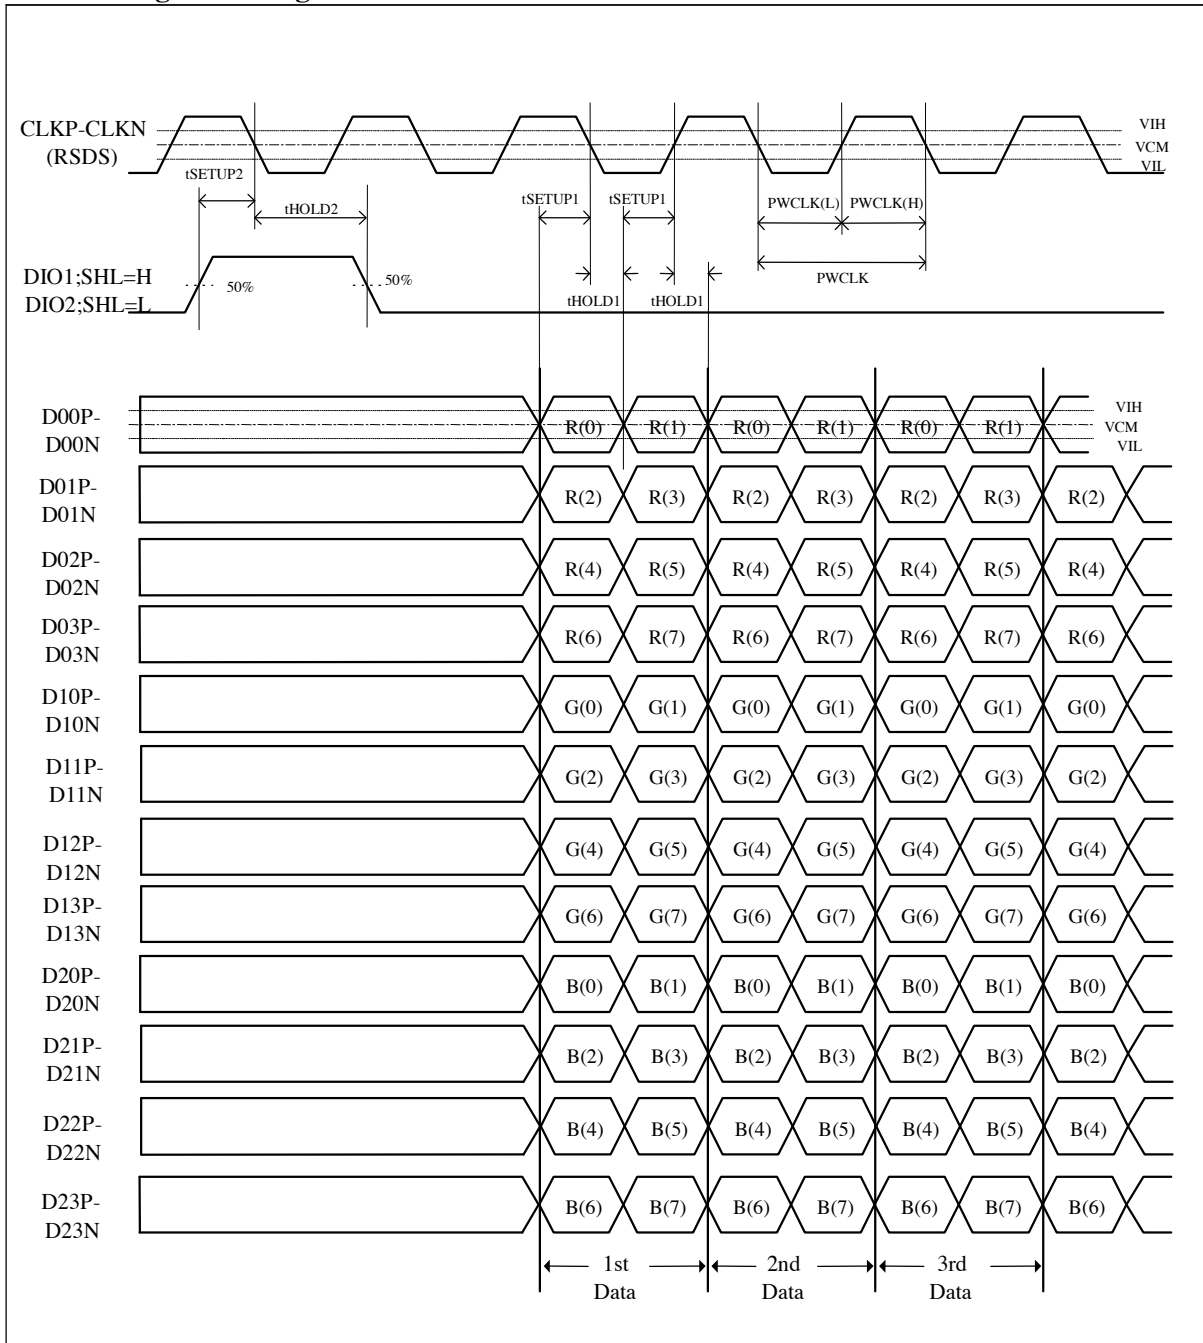 CLKP-CLKN
(RSDS)
VIH
VCM
VIL
tSETUP2
tHOLD2
tSETUP1
tSETUP1
PWCLK(L)
PWCLK(H)
DIO1;SHL=H
DIO2;SHL=L
50%
50%
tHOLD1
tHOLD1
PWCLK
D00P-
D00N
R(0) R(1) R(0) R(1) R(0) R(1)
VIH
VCM
VIL
D01P-
D01N
R(2) R(3) R(2) R(3) R(2) R(3) R(2)
D02P-
D02N
R(4) R(5) R(4) R(5) R(4) R(5) R(4)
D03P-
D03N
R(6) R(7) R(6) R(7) R(6) R(7) R(6)
D10P-
D10N
G(0) G(1) G(0) G(1) G(0) G(1) G(0)
D11P-
D11N
G(2) G(3) G(2) G(3) G(2) G(3) G(2)
D12P-
D12N
G(4) G(5) G(4) G(5) G(4) G(5) G(4)
D13P-
D13N
G(6) G(7) G(6) G(7) G(6) G(7) G(6)
D20P-
D20N
B(0) B(1) B(0) B(1) B(0) B(1) B(0)
D21P-
D21N
B(2) B(3) B(2) B(3) B(2) B(3) B(2)
D22P-
D22N
B(4) B(5) B(4) B(5) B(4) B(5) B(4)
D23P-
D23N
B(6) B(7) B(6) B(7) B(6) B(7) B(6)
1st
Data
2nd
Data
3rd
Data